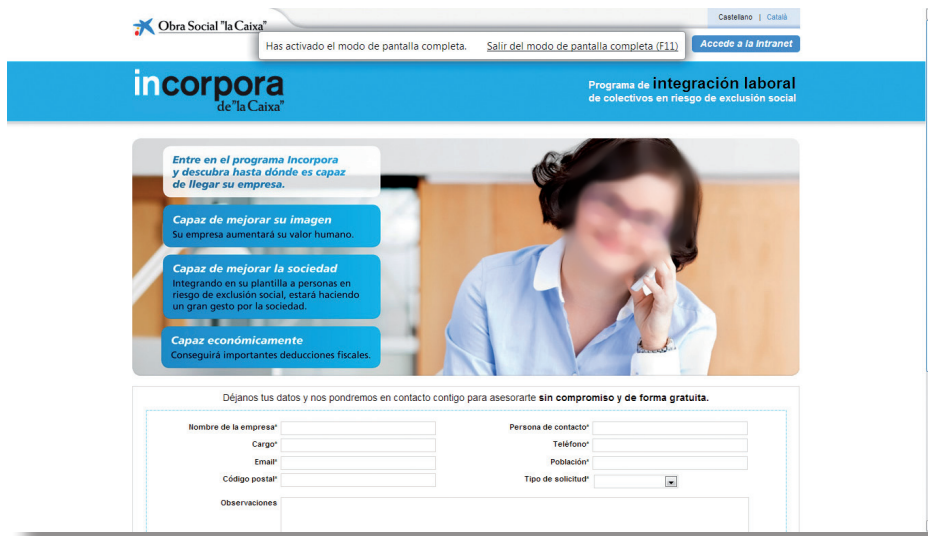 Obra Social "la Caixa"
Castellano | Català
Has activado el modo de pantalla completa. Salir del modo de pantalla completa (F11)
Accede a la Intranet
incorpora
de "la Caixa"
Programa de integración laboral
de colectivos en riesgo de exclusión social
Entre en el programa Incorpora
y descubra hasta dónde es capaz
de llegar su empresa.
Capaz de mejorar su imagen
Su empresa aumentará su valor humano.
Capaz de mejorar la sociedad
Integrando en su plantilla a personas en
riesgo de exclusión social, estará haciendo
un gran gesto por la sociedad.
Capaz económicamente
Conseguirá importantes deducciones fiscales.
Déjanos tus datos y nos pondremos en contacto contigo para asesorarte sin compromiso y de forma gratuita.
Nombre de la empresa* Persona de contacto*
Cargo* Teléfono*
Email* Población*
Código postal* Tipo de solicitud*
Observaciones